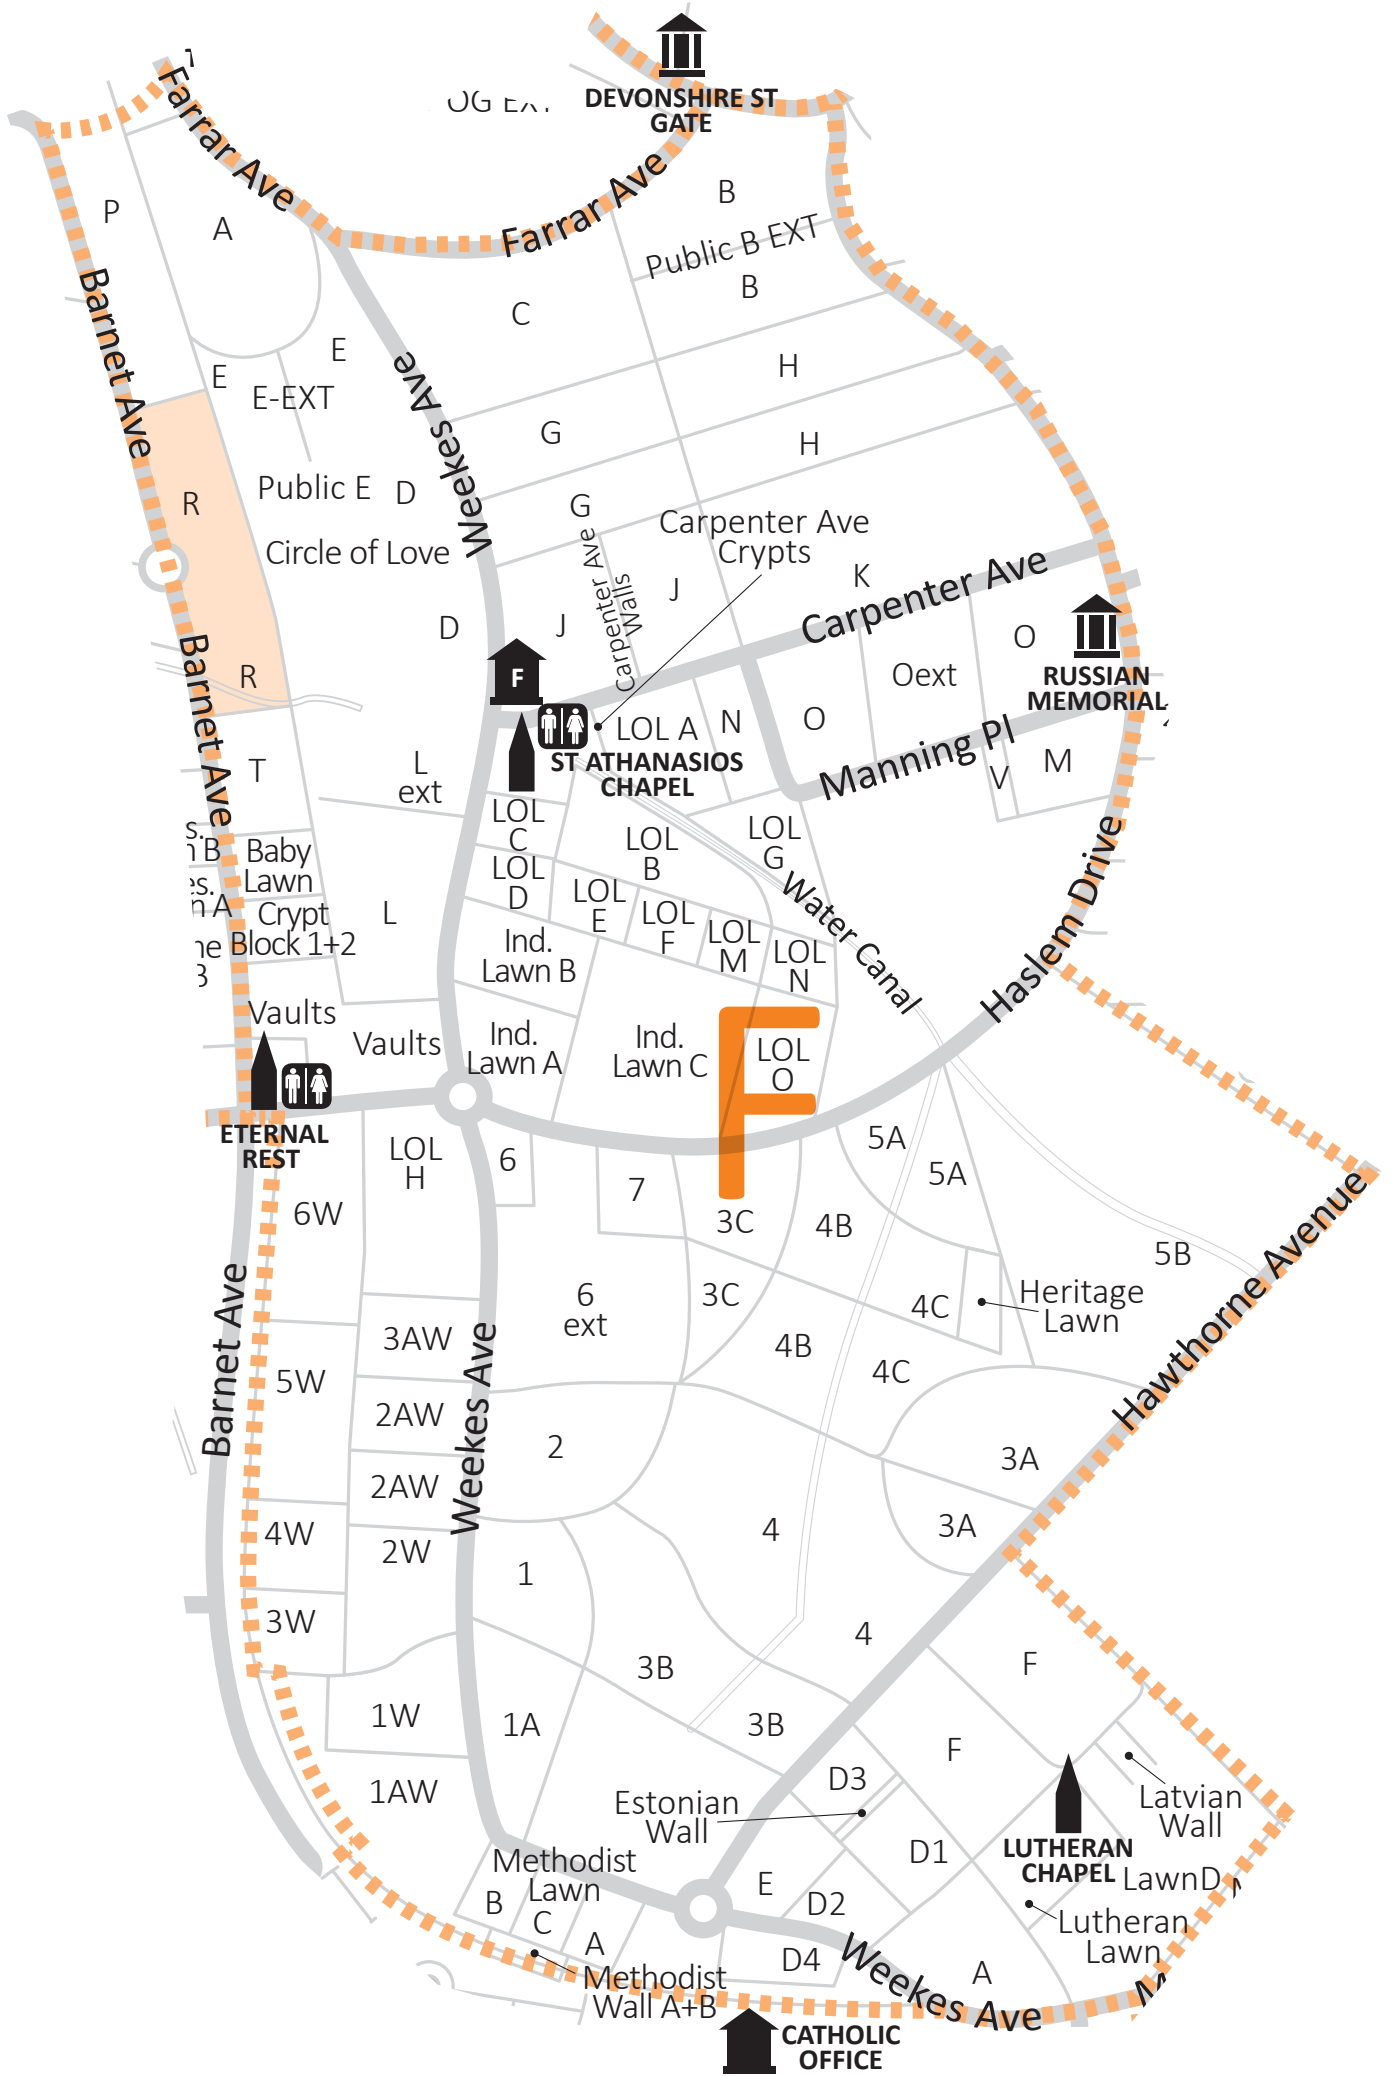 DEVONSHIRE ST
GATE
Farrar Ave
Farrar Ave
B
P
A
Public B EXT
B
C
Barnet Ave
E
E
E-EXT
Weekes Ave
H
G
H
R
Public E
D
G
Carpenter Ave
Crypts
Circle of Love
Carpenter Ave
Walls
J
K
Carpenter Ave
D
J
O
F
RUSSIAN
MEMORIAL
R
Oext
Barnet Ave
LOL A
N
O
ST ATHANASIOS
CHAPEL
Manning Pl
V
M
T
L
ext
LOL
C
LOL
B
LOL
G
Baby
Lawn
LOL
D
LOL
E
LOL
F
LOL
M
LOL
N
Water Canal
Haslem Drive
Crypt
Block 1+2
L
Ind.
Lawn B
Vaults
Vaults
Ind.
Lawn A
Ind.
Lawn C
F
LOL
O
ETERNAL
REST
LOL
H
6
7
5A
5A
6W
3C
4B
5B
Barnet Ave
6
ext
3C
4C
Heritage
Lawn
Hawthorne Avenue
3AW
4B
4C
5W
Weekes Ave
2AW
2
3A
2AW
4
3A
4W
2W
1
3W
4
F
3B
1W
1A
3B
F
1AW
D3
Estonian
Wall
Latvian
Wall
D1
LUTHERAN
CHAPEL
LawnD
Methodist
Lawn
B
C
A
E
D2
Lutheran
Lawn
D4
Weekes Ave
A
Methodist
Wall A+B
CATHOLIC
OFFICE